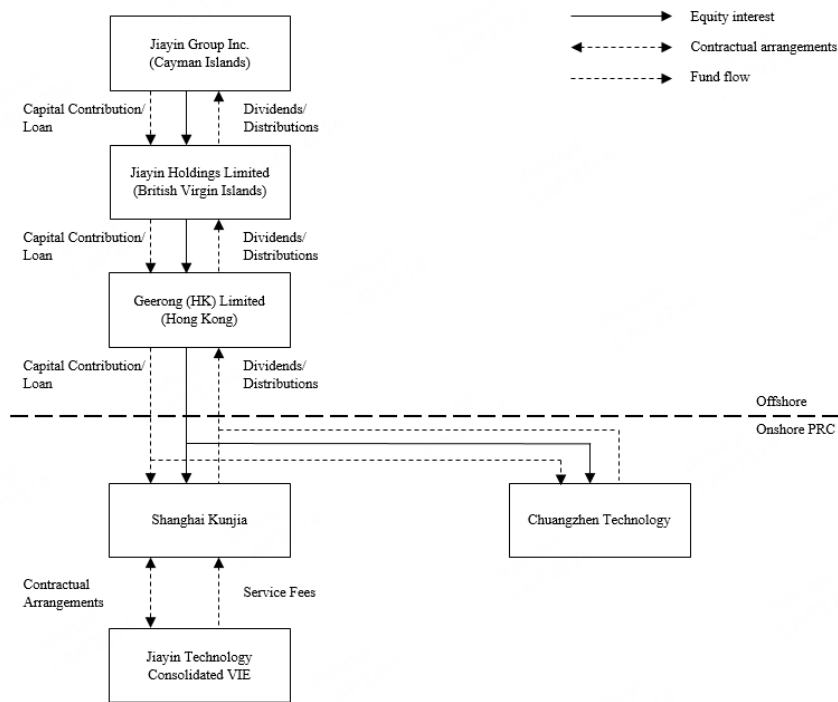 Jiayin Group Inc.
(Cayman Islands)
Equity interest
Contractual arrangements
Fund flow
Capital Contribution/
Loan
Dividends/
Distributions
Jiayin Holdings Limited
(British Virgin Islands)
Capital Contribution/
Loan
Dividends/
Distributions
Geerong (HK) Limited
(Hong Kong)
Capital Contribution/
Loan
Dividends/
Distributions
Offshore
Onshore PRC
Shanghai Kunjia
Chuangzhen Technology
Contractual
Arrangements
Service Fees
Jiayin Technology
Consolidated VIE